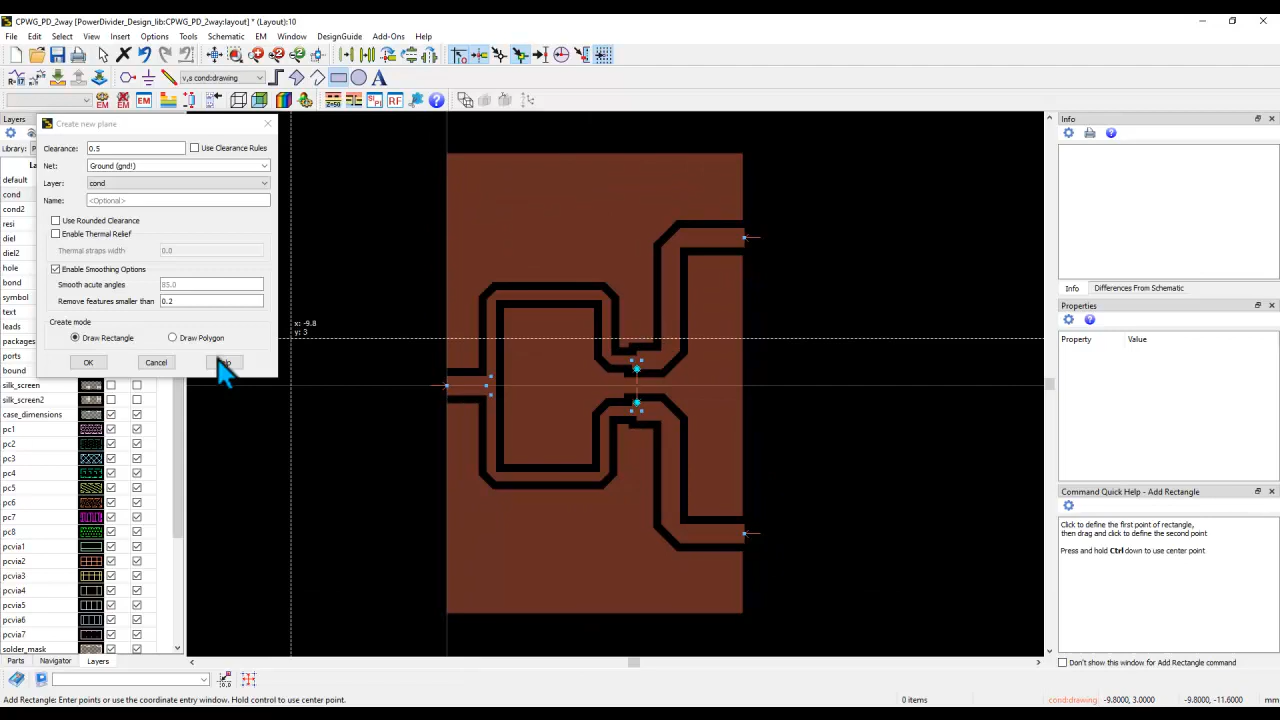 CPWG_PD_2way [PowerDivider_Design_lib:CPWG_PD_2way:layout] (Layout):10
File Edit Select View Insert Options Tools Schematic EM Window DesignGuide Add-Ons Help
v,s cond:drawing
Layers
Create new plane
Clearance: 0.5 Use Clearance Rules
Net: Ground (gnd!)
Layer: cond
Name: <Optional>
Use Rounded Clearance
Enable Thermal Relief
Thermal straps width 0.0
Enable Smoothing Options
Smooth acute angles 85.0
Remove features smaller than 0.2
Create mode
Draw Rectangle Draw Polygon
OK Cancel
Library:
default
cond
cond2
resi
diel
diel2
hole
bond
symbol
text
leads
packages
ports
bound
silk_screen
silk_screen2
case_dimensions
pc1
pc2
pc3
pc4
pc5
pc6
pc7
pc8
pcvia1
pcvia2
pcvia3
pcvia4
pcvia5
pcvia6
pcvia7
solder_mask
Parts Navigator Layers
x: -9.8
y: 3
Info
Info Differences From Schematic
Properties
Property Value
Command Quick Help - Add Rectangle
Click to define the first point of rectangle,
then drag and click to define the second point
Press and hold Ctrl down to use center point
Don't show this window for Add Rectangle command
Add Rectangle: Enter points or use the coordinate entry window. Hold control to use center point.
0 items
cond:drawing -9.8000, 3.0000 -9.8000, -11.6000 mm